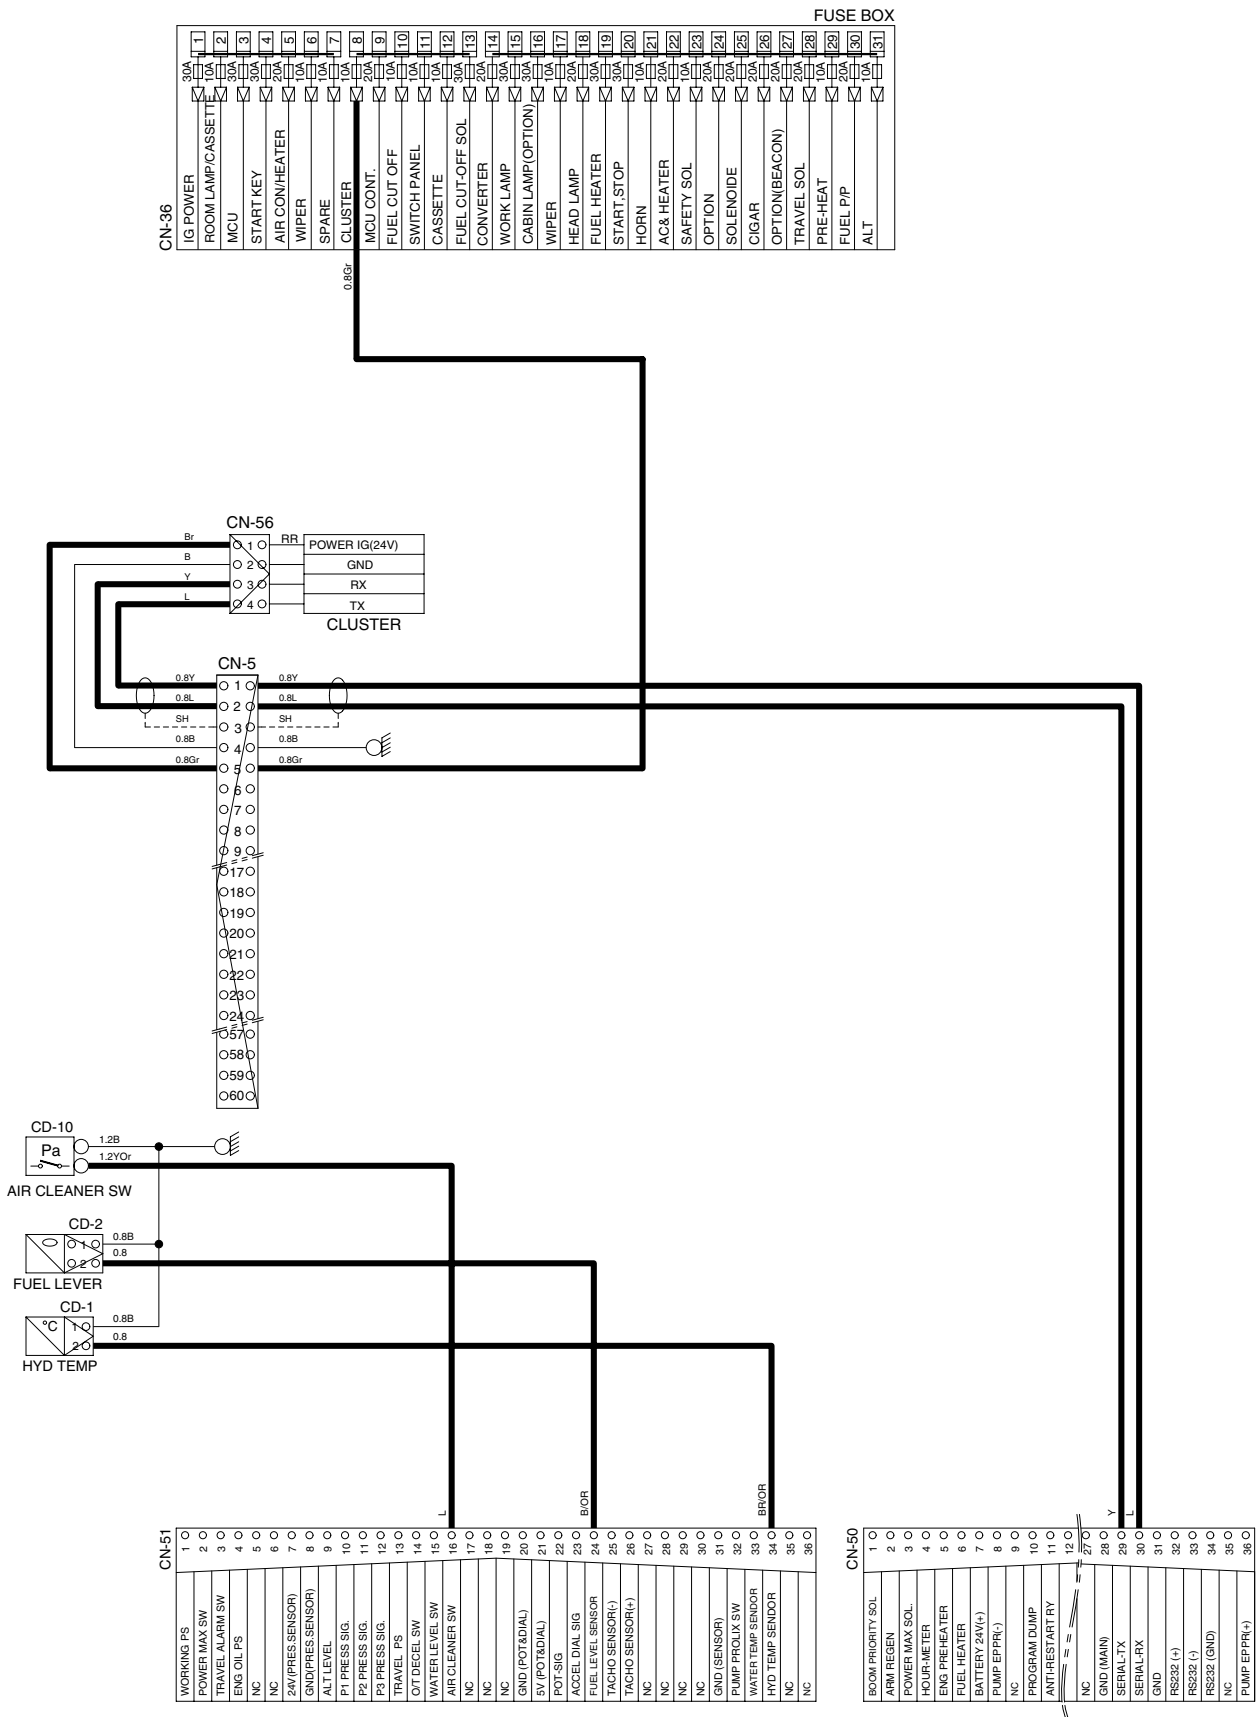 FUSE BOX
1 2 3 4 5 6 7 8 9 10 11 12 13 14 15 16 17 18 19 20 21 22 23 24 25 26 27 28 29 30 31
30A 10A 30A 30A 20A 10A 10A 10A 20A 10A 10A 10A 30A 20A 30A 10A 10A 10A 20A 30A 10A 20A 10A 20A 20A 20A 10A 20A 10A 20A 10A
CN-36
IG POWER
ROOM LAMP/CASSETTE
MCU
START KEY
AIR CON/HEATER
WIPER
SPARE
CLUSTER
MCU CONT.
FUEL CUT OFF
SWITCH PANEL
CASSETTE
FUEL CUT-OFF SOL
CONVERTER
WORK LAMP
CABIN LAMP(OPTION)
WIPER
HEAD LAMP
FUEL HEATER
START,STOP
HORN
AC& HEATER
SAFETY SOL
OPTION
SOLENOIDE
CIGAR
OPTION(BEACON)
TRAVEL SOL
PRE-HEAT
FUEL P/P
ALT
0.8Gr
CN-56
Br 1 RR POWER IG(24V)
B 2 GND
Y 3 RX
L 4 TX
CLUSTER
CN-5
0.8Y 1 0.8Y
0.8L 2 0.8L
SH 3 SH
0.8B 4 0.8B
0.8Gr 5 0.8Gr
6
7
8
9
17
18
19
20
21
22
23
24
57
58
59
60
CD-10
Pa
1.2B
1.2YOr
AIR CLEANER SW
CD-2
1 0.8B
2 0.8
FUEL LEVER
CD-1
°C
1 0.8B
2 0.8
HYD TEMP
L
B/OR
BR/OR
Y
L
CN-51
1 2 3 4 5 6 7 8 9 10 11 12 13 14 15 16 17 18 19 20 21 22 23 24 25 26 27 28 29 30 31 32 33 34 35 36
WORKING PS
POWER MAX SW
TRAVEL ALARM SW
ENG OIL PS
NC
NC
24V(PRESS.SENSOR)
GND(PRES.SENSOR)
ALT LEVEL
P1 PRESS SIG.
P2 PRESS SIG.
P3 PRESS SIG.
TRAVEL PS
O/T DECEL SW
WATER LEVEL SW
AIR CLEANER SW
NC
NC
NC
GND (POT&DIAL)
5V (POT&DIAL)
POT-SIG
ACCEL DIAL SIG
FUEL LEVEL SENSOR
TACHO SENSOR(-)
TACHO SENSOR(+)
NC
NC
NC
NC
GND (SENSOR)
PUMP PROLIX SW
WATER TEMP SENDOR
HYD TEMP SENDOR
NC
NC
CN-50
1 2 3 4 5 6 7 8 9 10 11 12 27 28 29 30 31 32 33 34 35 36
BOOM PRIORITY SOL
ARM REGEN
POWER MAX SOL.
HOUR-METER
ENG PREHEATER
FUEL HEATER
BATTERY 24V(+)
PUMP EPPR(-)
NC
PROGRAM DUMP
ANTI-RESTART RY
NC
GND (MAIN)
SERIAL-TX
SERIAL-RX
GND
RS232 (+)
RS232 (-)
RS232 (GND)
NC
PUMP EPPR(+)